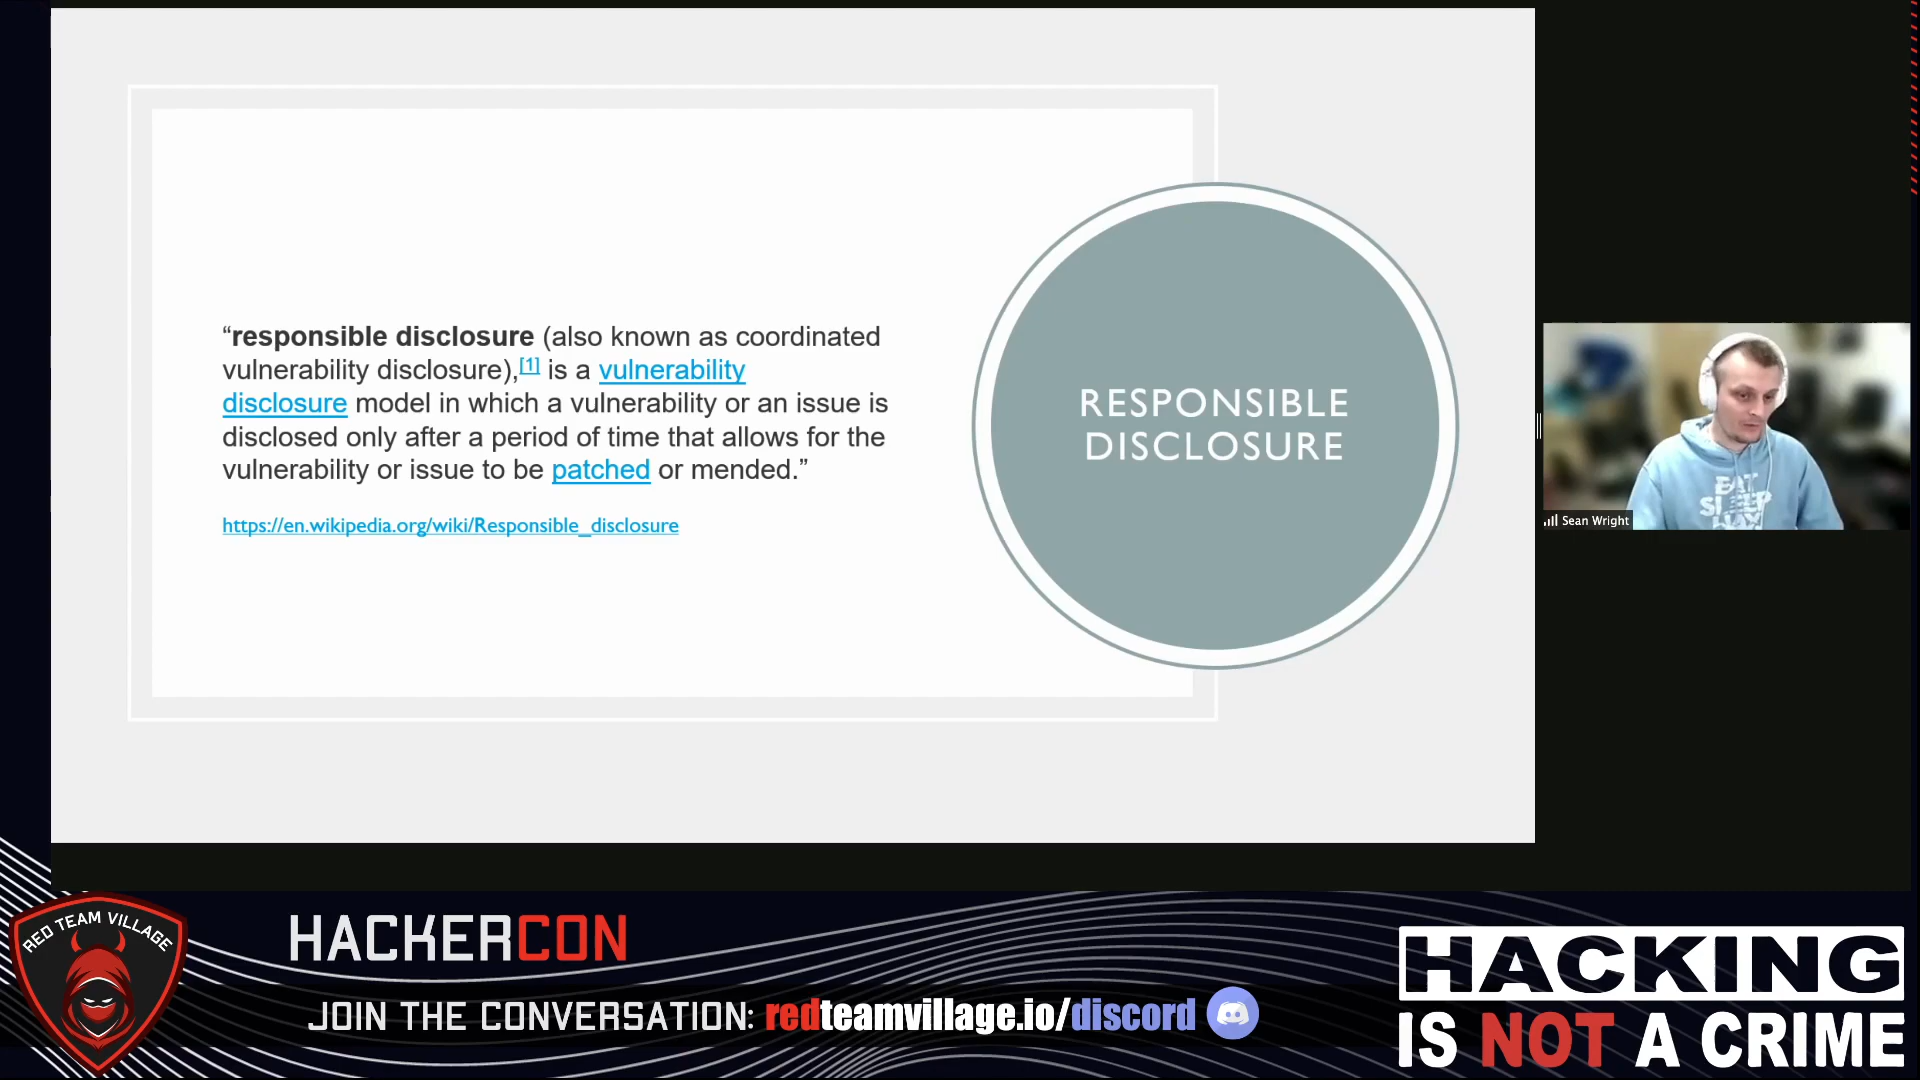 “responsible disclosure (also known as coordinated
vulnerability disclosure),[1] is a vulnerability
disclosure model in which a vulnerability or an issue is
disclosed only after a period of time that allows for the
vulnerability or issue to be patched or mended.”
https://en.wikipedia.org/wiki/Responsible_disclosure
RESPONSIBLE
DISCLOSURE
EAT
SLEEP
Sean Wright
RED TEAM VILLAGE
HACKERCON
JOIN THE CONVERSATION: redteamvillage.io/discord
HACKING
IS NOT A CRIME